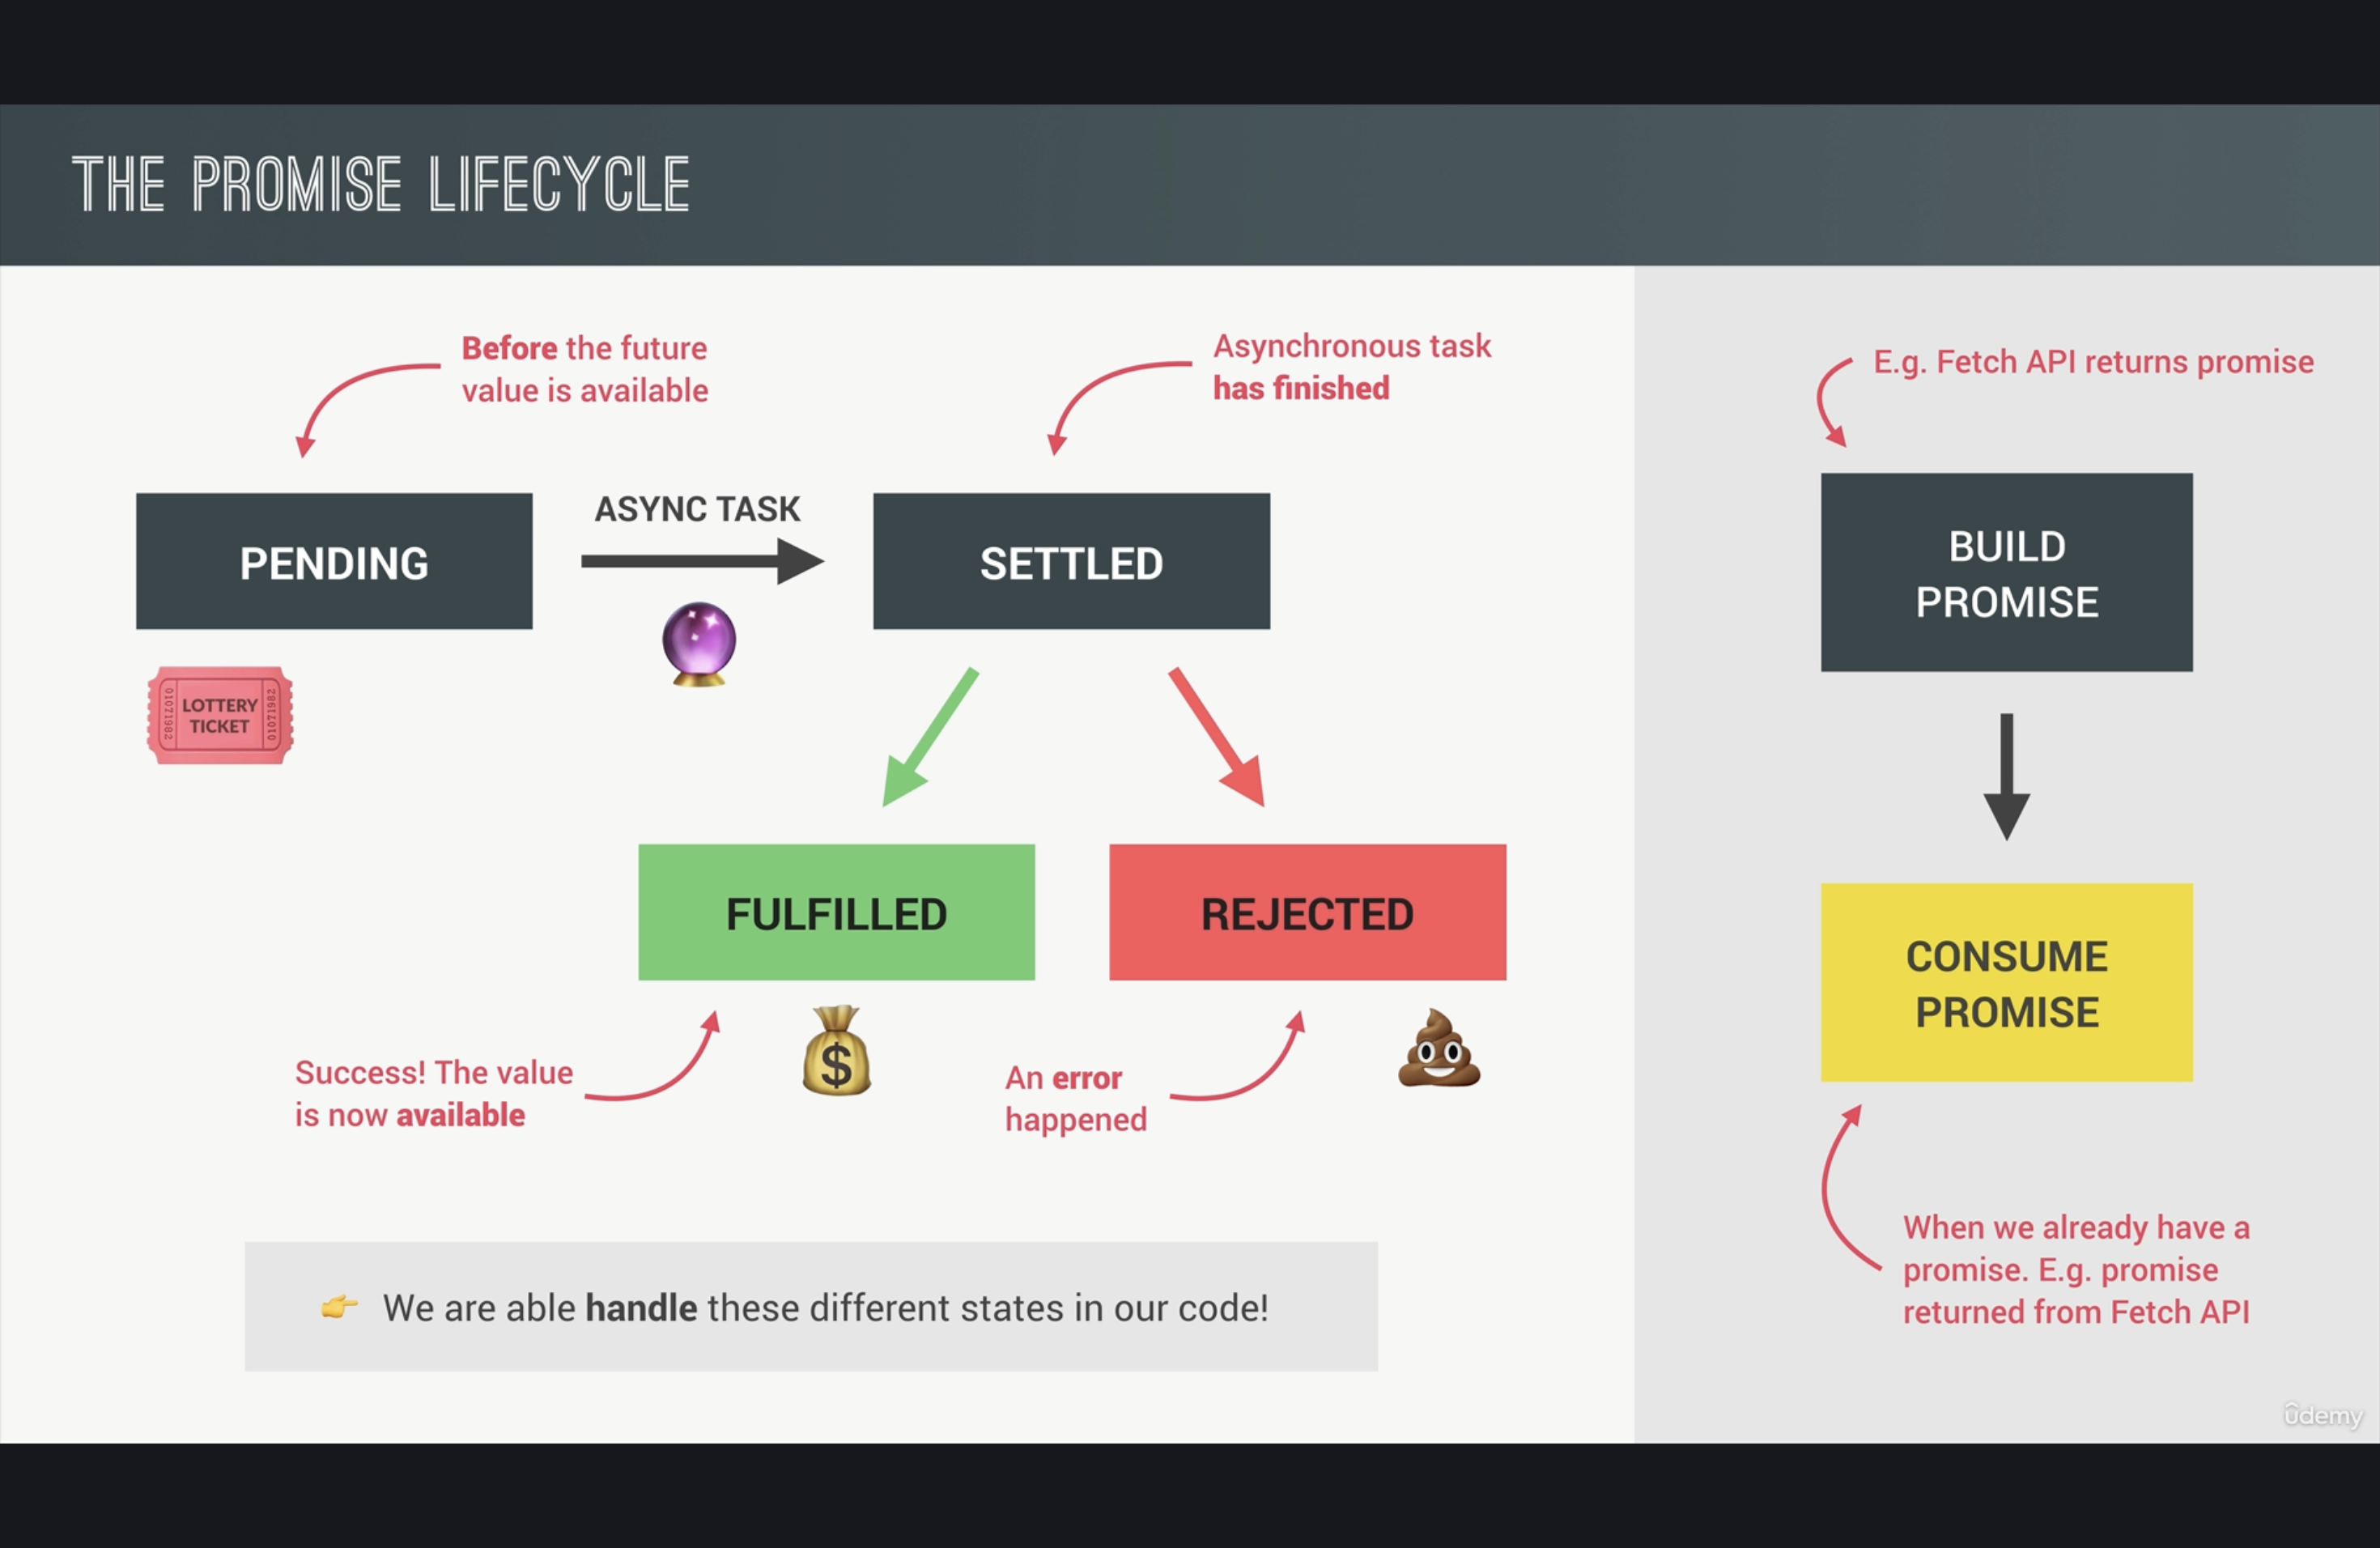 THE PROMISE LIFECYCLE
Before the future
value is available
Asynchronous task
has finished
PENDING
ASYNC TASK
SETTLED
LOTTERY
TICKET
01071982
01071982
FULFILLED
REJECTED
$
Success! The value
is now available
An error
happened
We are able handle these different states in our code!
E.g. Fetch API returns promise
BUILD
PROMISE
CONSUME
PROMISE
When we already have a
promise. E.g. promise
returned from Fetch API
ûdemy